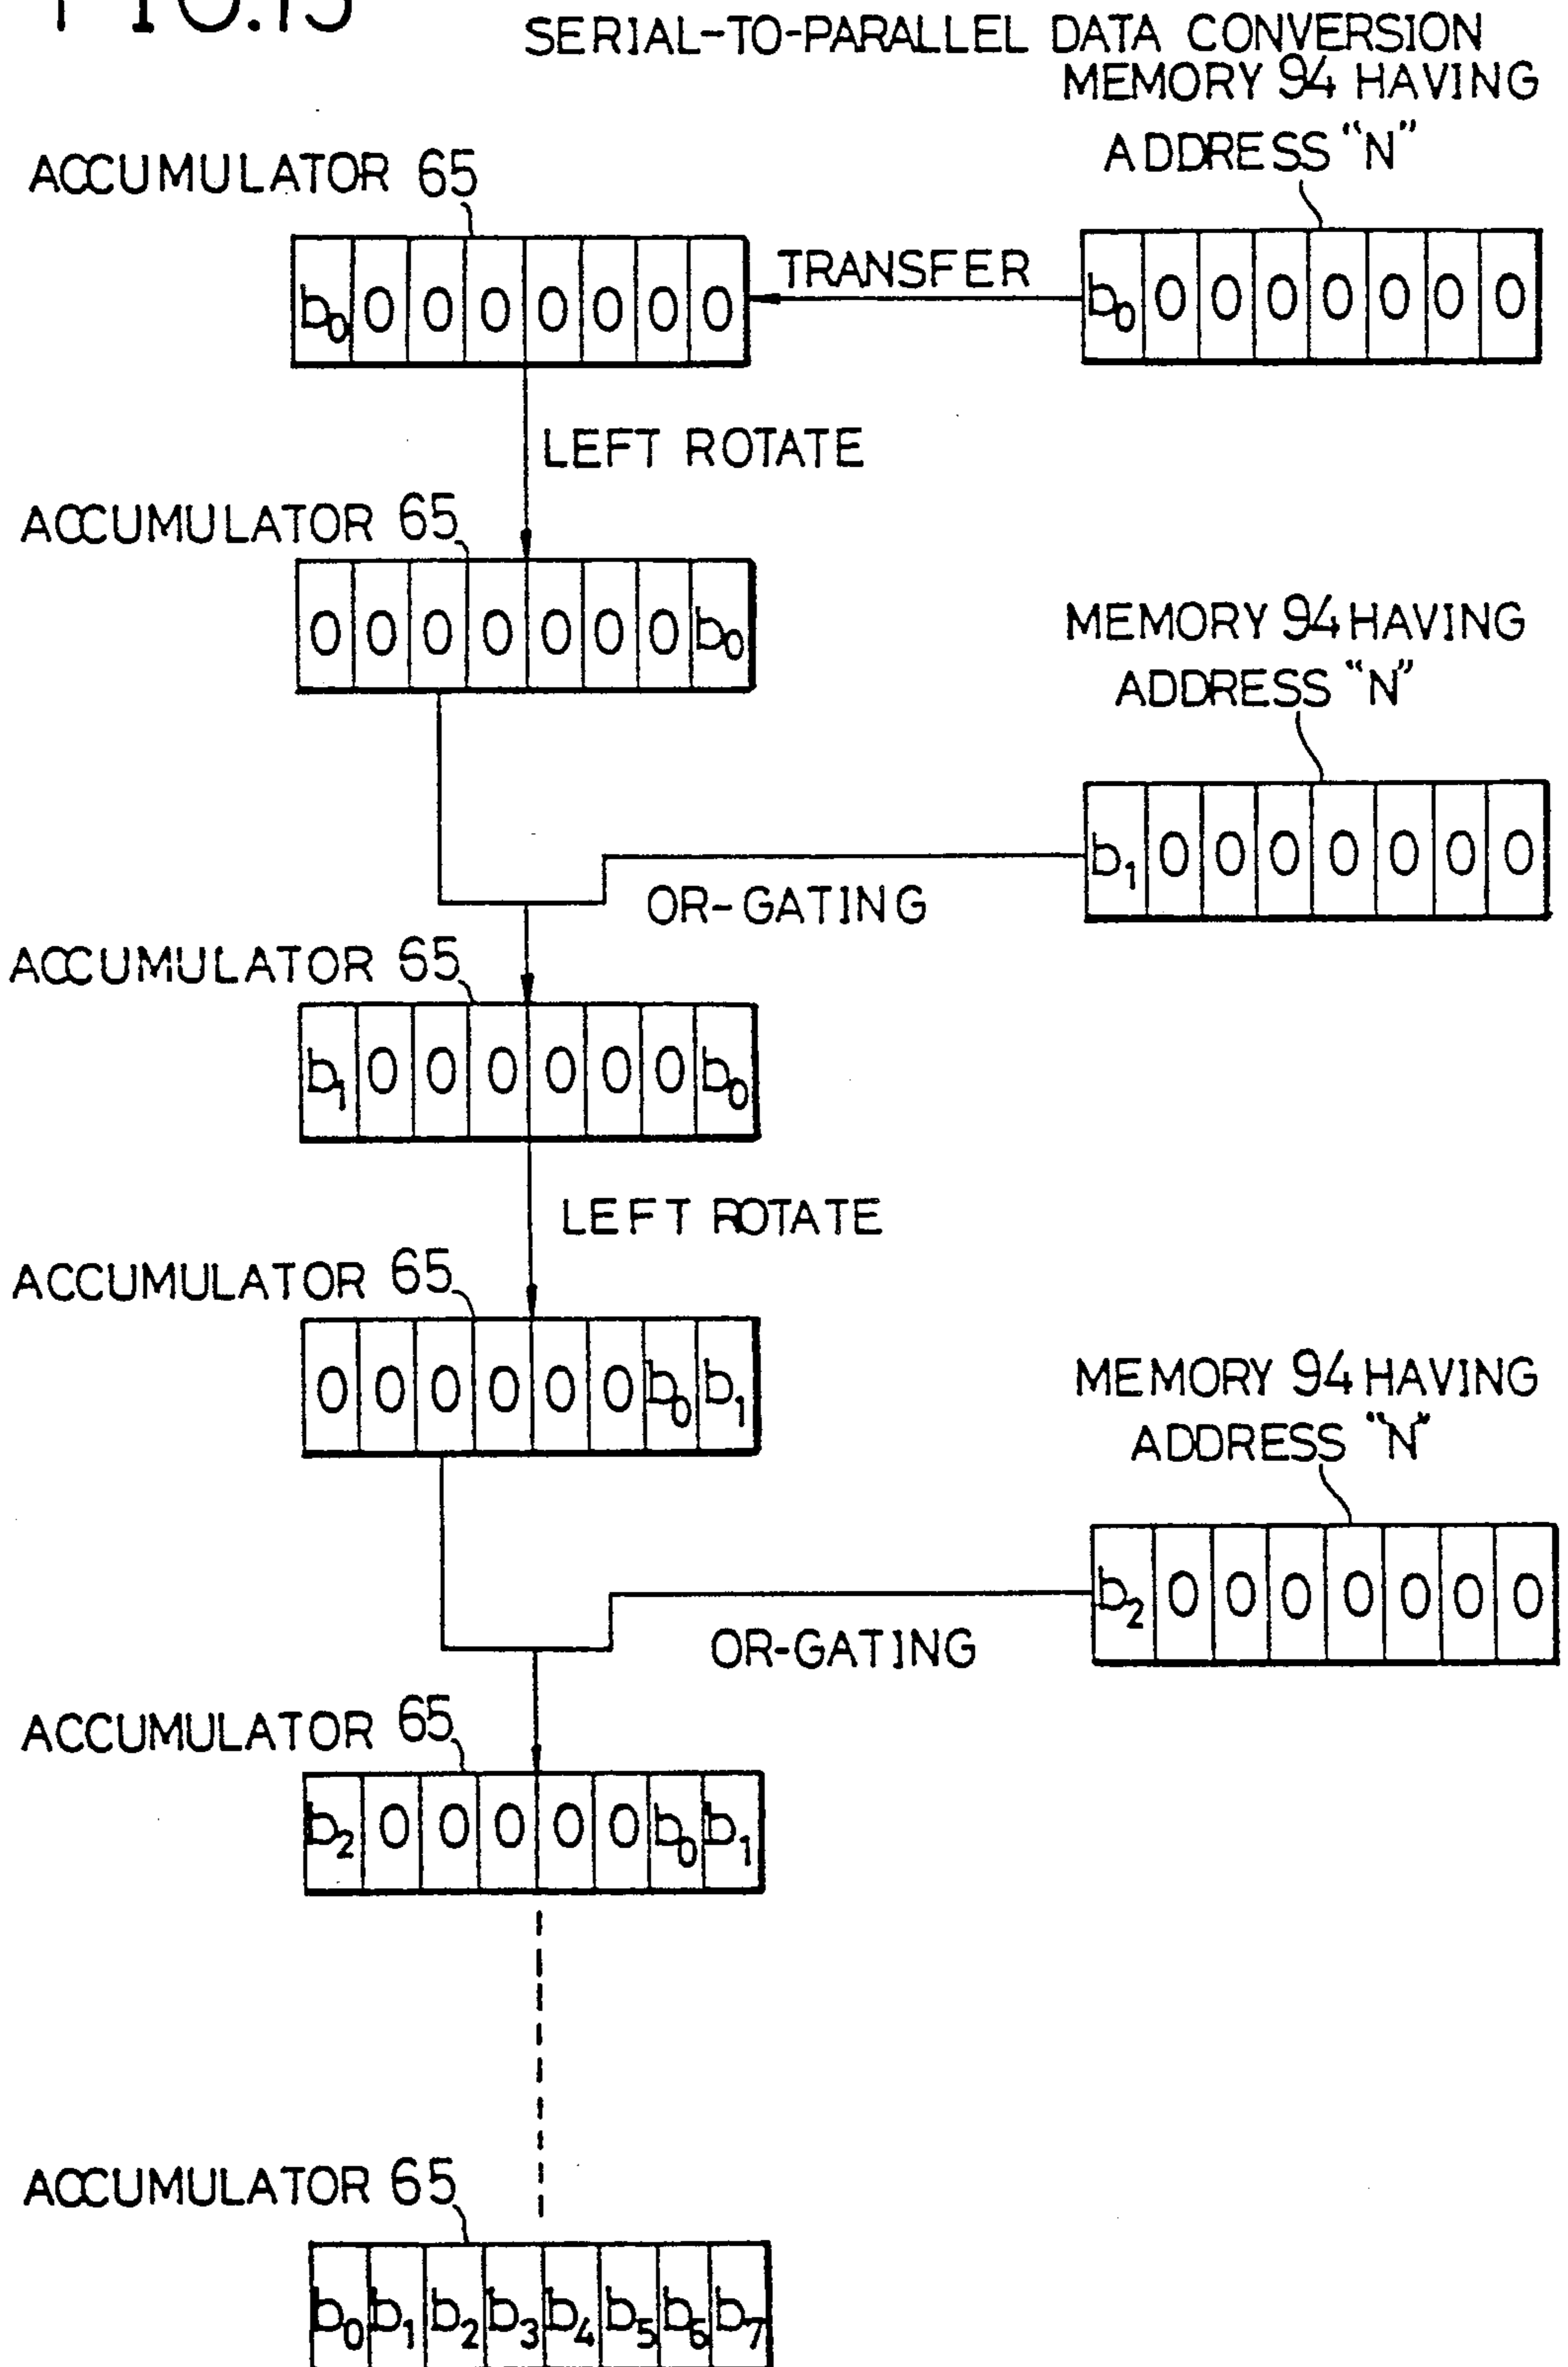 FIG.15
SERIAL-TO-PARALLEL DATA CONVERSION
MEMORY 94 HAVING
ADDRESS "N"
ACCUMULATOR 65
b0 0 0 0 0 0 0 0
TRANSFER
b0 0 0 0 0 0 0 0
LEFT ROTATE
ACCUMULATOR 65
0 0 0 0 0 0 0 b0
MEMORY 94 HAVING
ADDRESS "N"
b1 0 0 0 0 0 0 0
OR-GATING
ACCUMULATOR 65
b1 0 0 0 0 0 0 b0
LEFT ROTATE
ACCUMULATOR 65
0 0 0 0 0 0 b0 b1
MEMORY 94 HAVING
ADDRESS "N"
b2 0 0 0 0 0 0 0
OR-GATING
ACCUMULATOR 65
b2 0 0 0 0 0 b0 b1
ACCUMULATOR 65
b0 b1 b2 b3 b4 b5 b6 b7